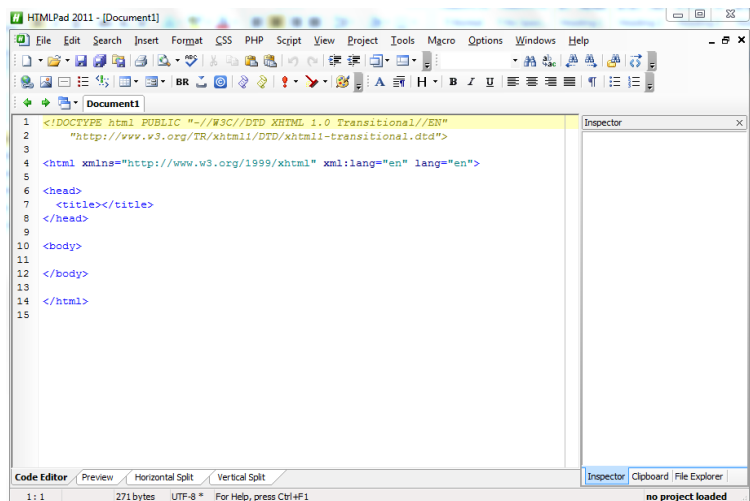 HTMLPad 2011 - [Document1]
File Edit Search Insert Format CSS PHP Script View Project Tools Macro Options Windows Help
BR A H B I U
Document1
1 <!DOCTYPE html PUBLIC "-//W3C//DTD XHTML 1.0 Transitional//EN"
2 "http://www.w3.org/TR/xhtml1/DTD/xhtml1-transitional.dtd">
3
4 <html xmlns="http://www.w3.org/1999/xhtml" xml:lang="en" lang="en">
5
6 <head>
7 <title></title>
8 </head>
9
10 <body>
11
12 </body>
13
14 </html>
15
Inspector
Code Editor Preview Horizontal Split Vertical Split
Inspector Clipboard File Explorer
1: 1 271 bytes UTF-8 * For Help, press Ctrl+F1 no project loaded